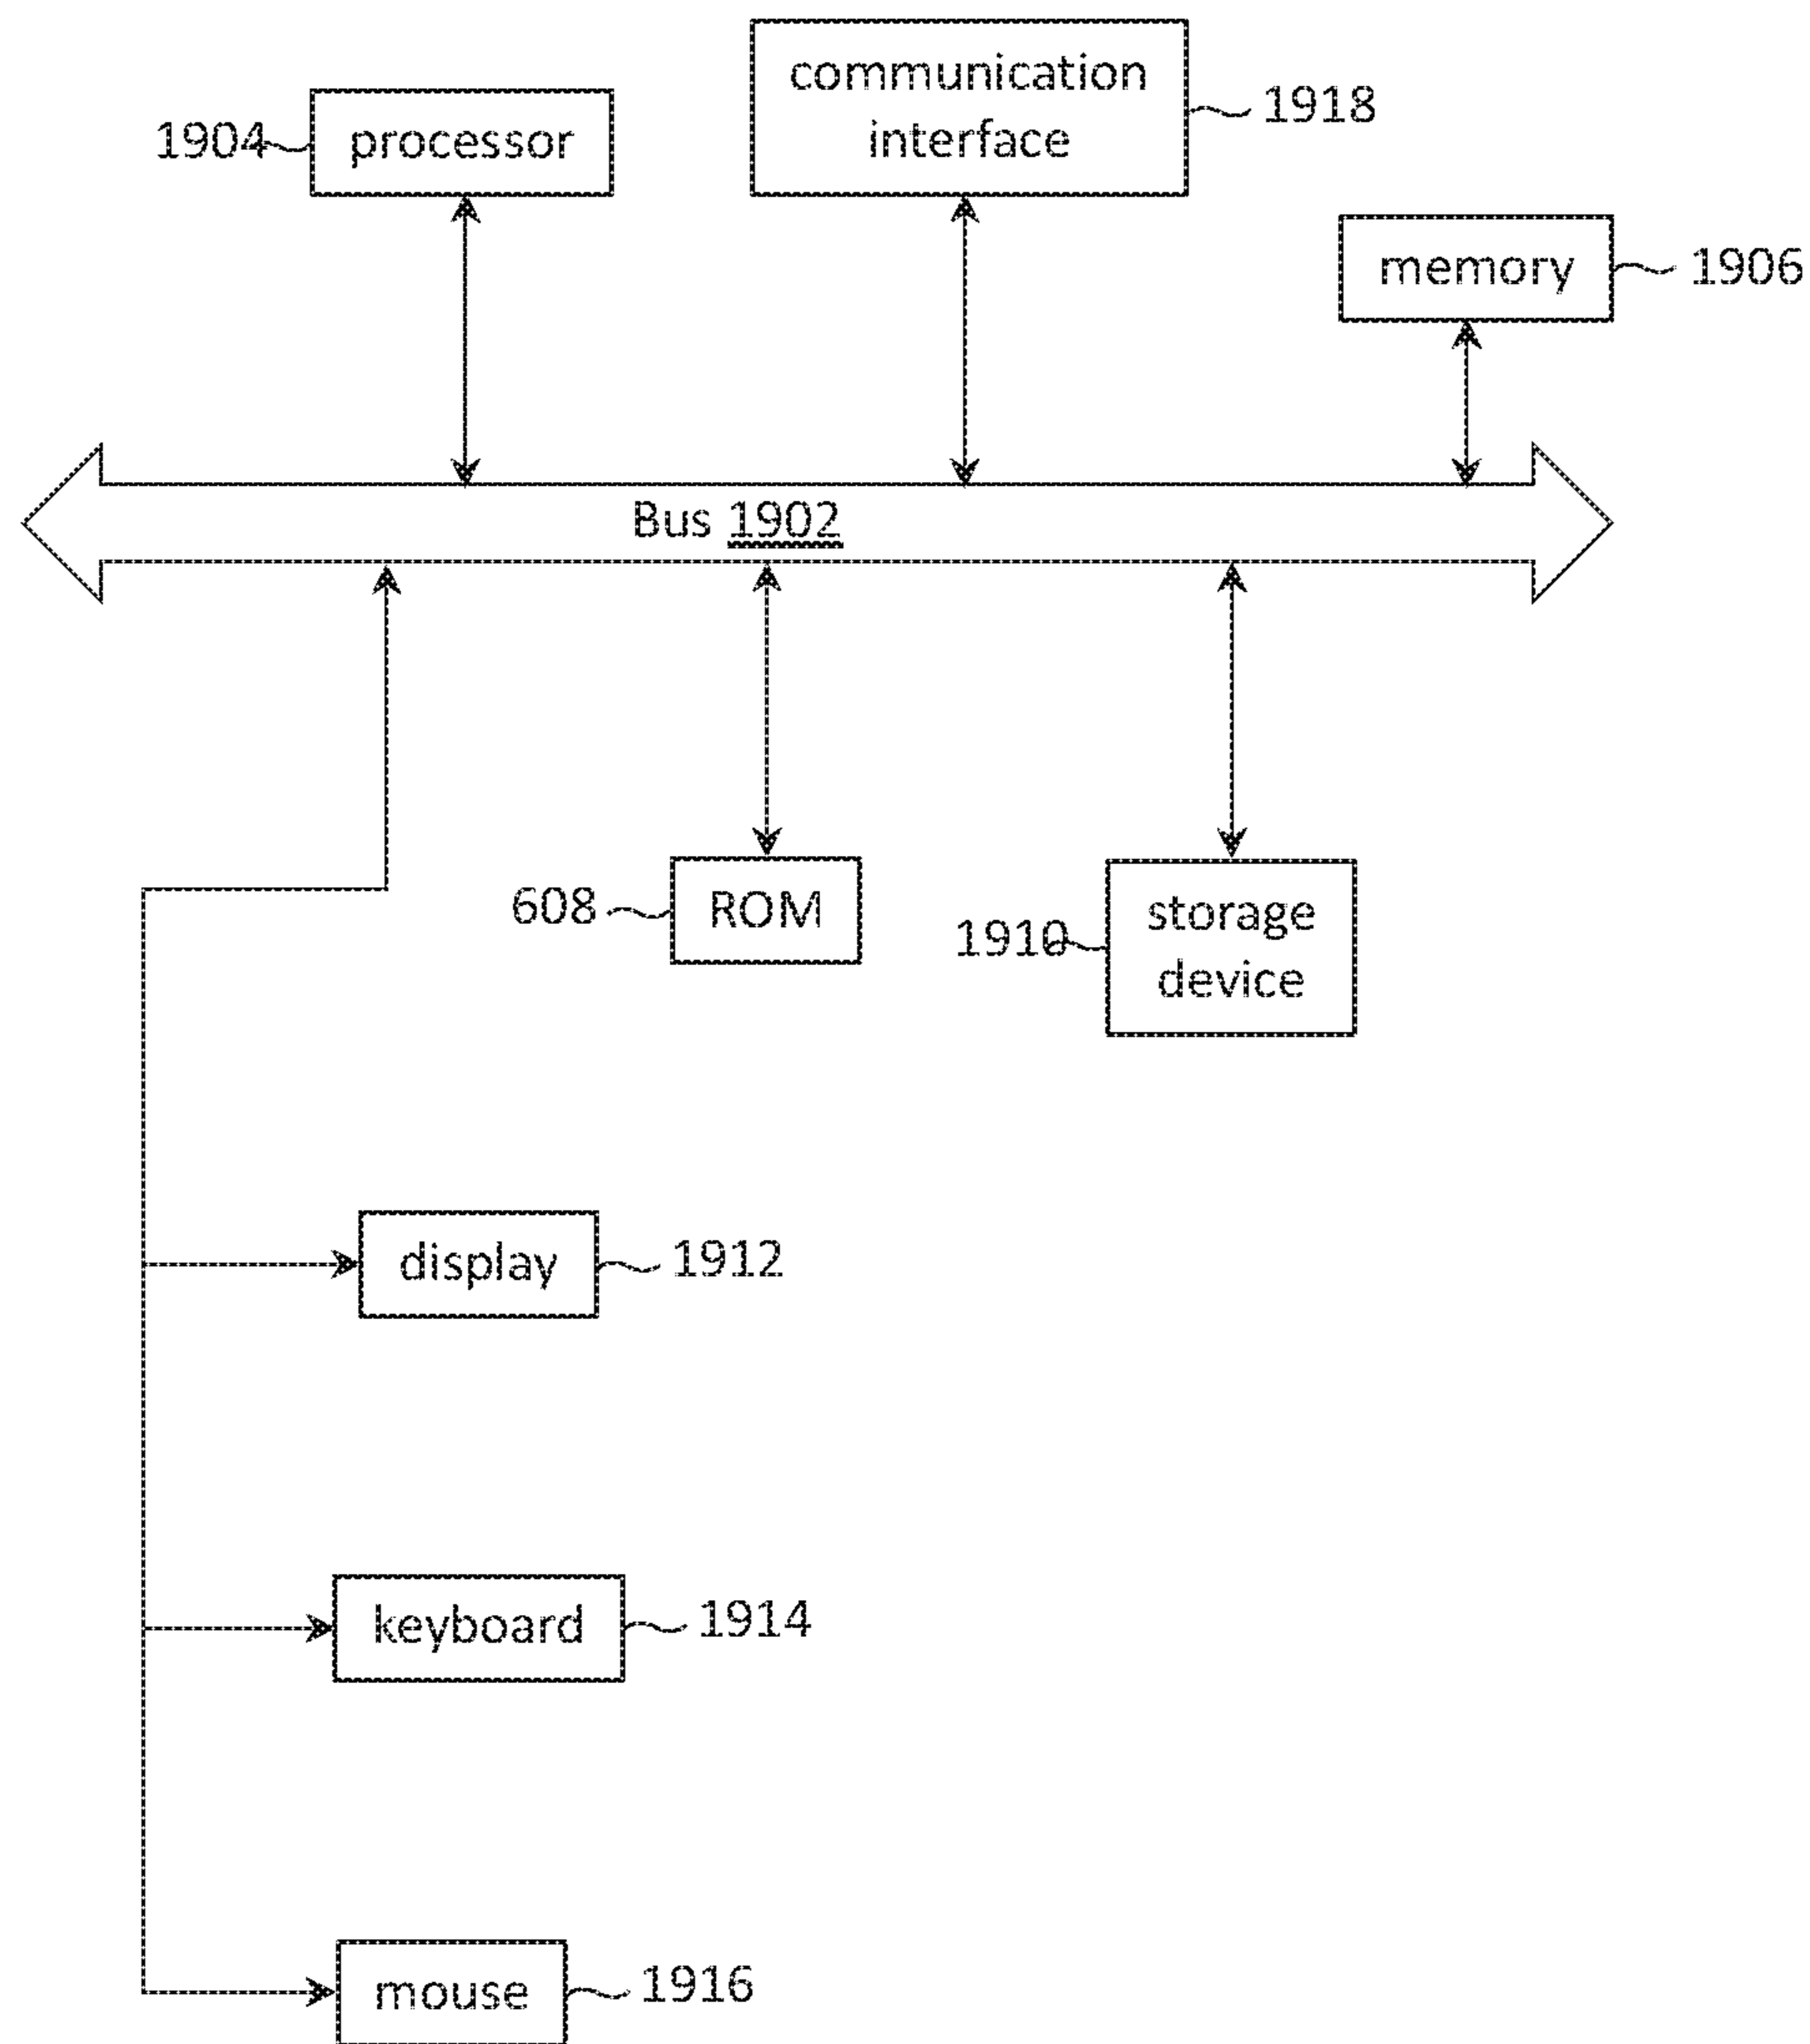 communication
interface
1918
1904
processor
memory
1906
Bus 1902
608
ROM
1910
storage
device
display
1912
keyboard
1914
mouse
1916